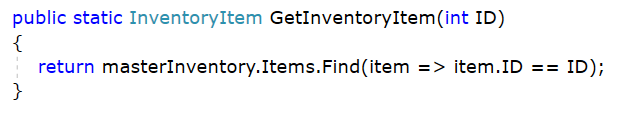 public static InventoryItem GetInventoryItem(int ID)
{
return masterInventory.Items.Find(item => item.ID == ID);
}